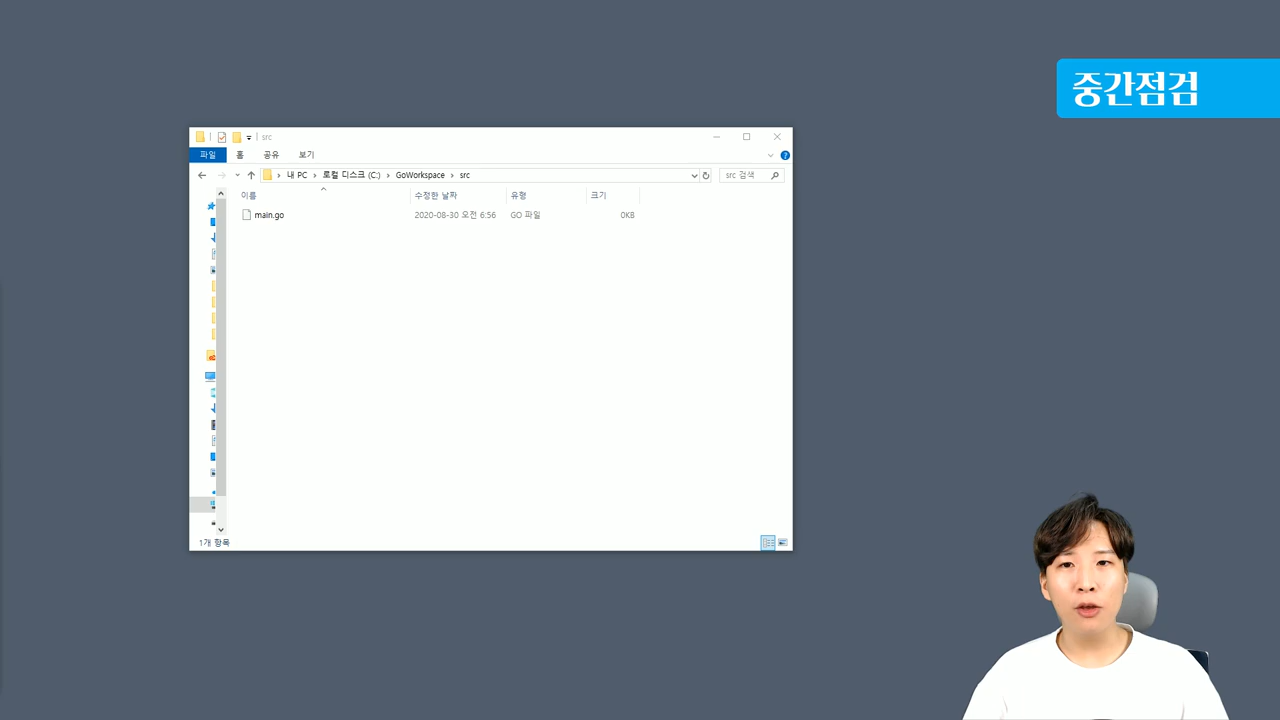 중간점검
src
파일 홈 공유 보기
내 PC 로컬 디스크 (C:) GoWorkspace src
src 검색
이름 수정한 날짜 유형 크기
main.go 2020-08-30 오전 6:56 GO 파일 0KB
1개 항목